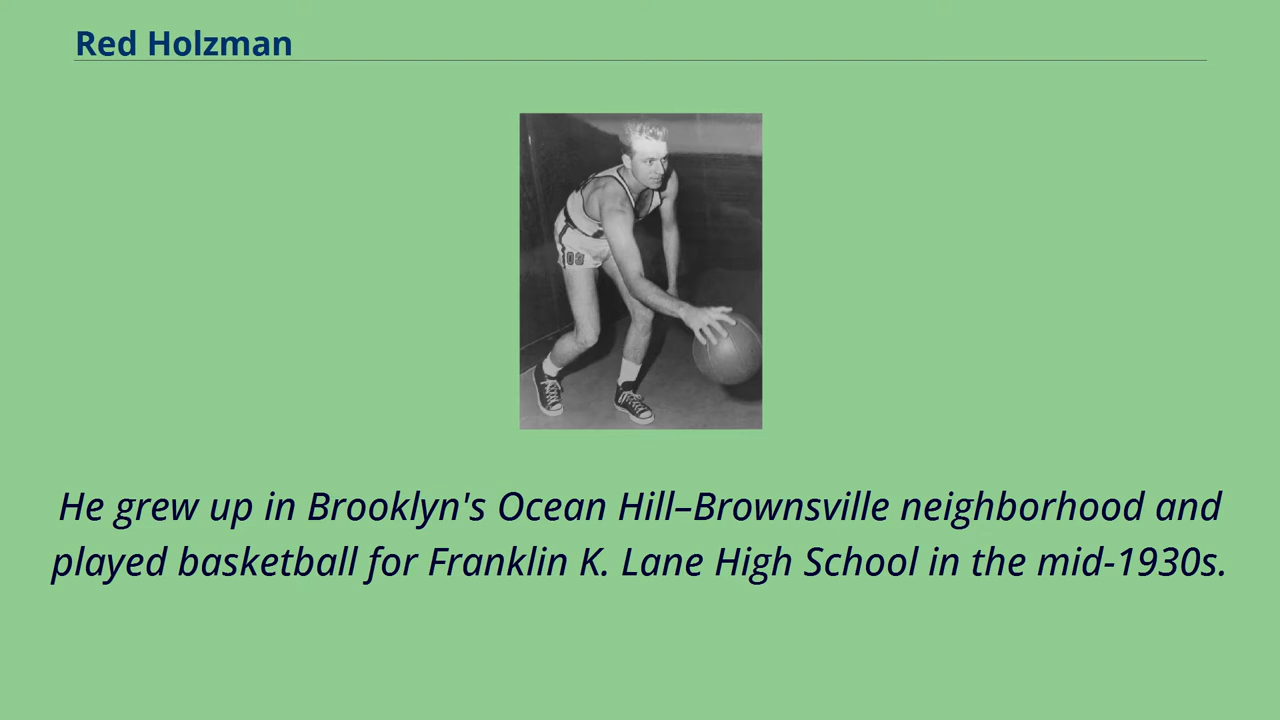 Red Holzman
He grew up in Brooklyn's Ocean Hill–Brownsville neighborhood and
played basketball for Franklin K. Lane High School in the mid-1930s.